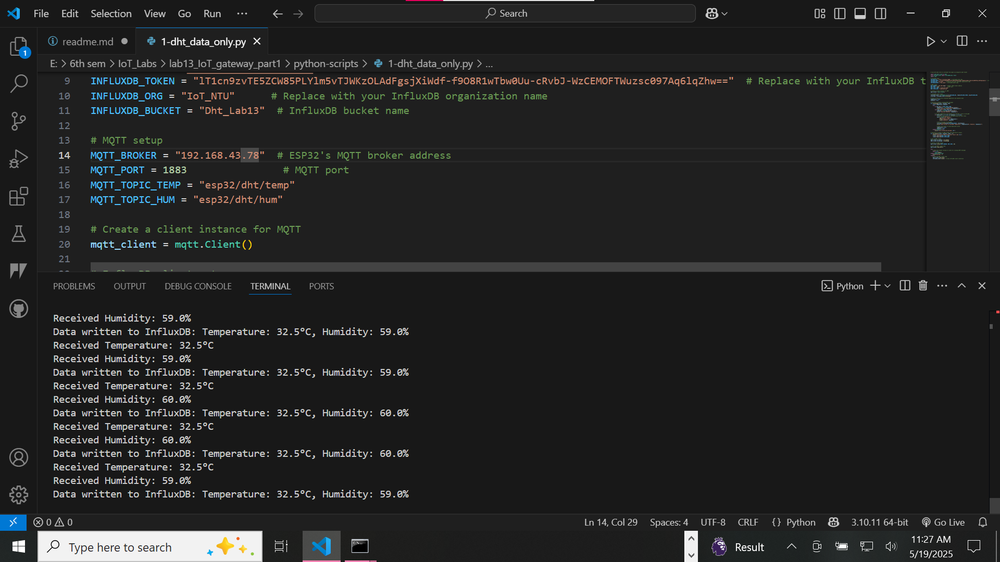 File Edit Selection View Go Run ··· Search
readme.md 1-dht_data_only.py
1
E: > 6th sem > IoT_Labs > lab13_IoT_gateway_part1 > python-scripts > 1-dht_data_only.py > ...
9 INFLUXDB_TOKEN = "lT1cn9zvTE5ZCW85PLYlm5vTJWKzOLAdFgsjXiWdf-f9O8R1wTbw0Uu-cRvbJ-WzCEMOFTWuzsc097Aq6lqZhw==" # Replace with your InfluxDB t
10 INFLUXDB_ORG = "IoT_NTU" # Replace with your InfluxDB organization name
11 INFLUXDB_BUCKET = "Dht_Lab13" # InfluxDB bucket name
12
13 # MQTT setup
14 MQTT_BROKER = "192.168.43.78" # ESP32's MQTT broker address
15 MQTT_PORT = 1883 # MQTT port
16 MQTT_TOPIC_TEMP = "esp32/dht/temp"
17 MQTT_TOPIC_HUM = "esp32/dht/hum"
18
19 # Create a client instance for MQTT
20 mqtt_client = mqtt.Client()
21
PROBLEMS OUTPUT DEBUG CONSOLE TERMINAL PORTS Python
Received Humidity: 59.0%
Data written to InfluxDB: Temperature: 32.5°C, Humidity: 59.0%
Received Temperature: 32.5°C
Received Humidity: 59.0%
Data written to InfluxDB: Temperature: 32.5°C, Humidity: 59.0%
Received Temperature: 32.5°C
Received Humidity: 60.0%
Data written to InfluxDB: Temperature: 32.5°C, Humidity: 60.0%
Received Temperature: 32.5°C
Received Humidity: 60.0%
Data written to InfluxDB: Temperature: 32.5°C, Humidity: 60.0%
Received Temperature: 32.5°C
Received Humidity: 59.0%
Data written to InfluxDB: Temperature: 32.5°C, Humidity: 59.0%
0 0 Ln 14, Col 29 Spaces: 4 UTF-8 CRLF {} Python 3.10.11 64-bit Go Live
Type here to search Result 11:27 AM
5/19/2025